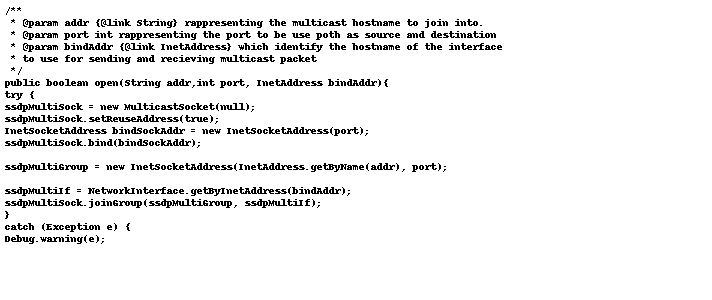 /**
 * @param addr {@link String} rappresenting the multicast hostname to join into.
 * @param port int rappresenting the port to be use poth as source and destination
 * @param bindAddr {@link InetAddress} which identify the hostname of the interface
 * to use for sending and recieving multicast packet
 */
public boolean open(String addr,int port, InetAddress bindAddr){
try {
ssdpMultiSock = new MulticastSocket(null);
ssdpMultiSock.setReuseAddress(true);
InetSocketAddress bindSockAddr = new InetSocketAddress(port);
ssdpMultiSock.bind(bindSockAddr);
ssdpMultiGroup = new InetSocketAddress(InetAddress.getByName(addr), port);
ssdpMultiIf = NetworkInterface.getByInetAddress(bindAddr);
ssdpMultiSock.joinGroup(ssdpMultiGroup, ssdpMultiIf);
}
catch (Exception e) {
Debug.warning(e);